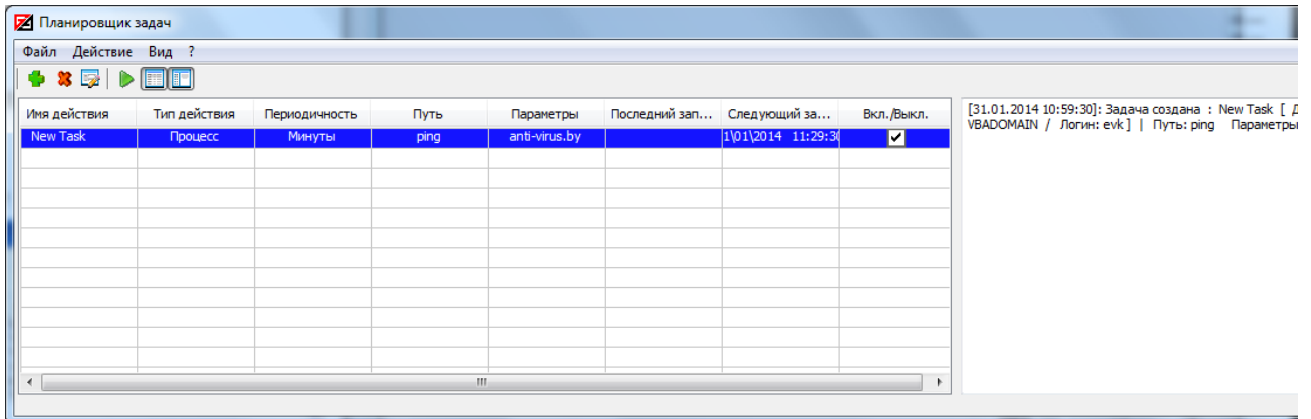 Планировщик задач
Файл Действие Вид ?
Имя действия Тип действия Периодичность Путь Параметры Последний зап... Следующий за... Вкл./Выкл.
New Task Процесс Минуты ping anti-virus.by 1\01\2014 11:29:30
[31.01.2014 10:59:30]: Задача создана : New Task [ Д
VBADOMAIN / Логин: evk ] | Путь: ping Параметры